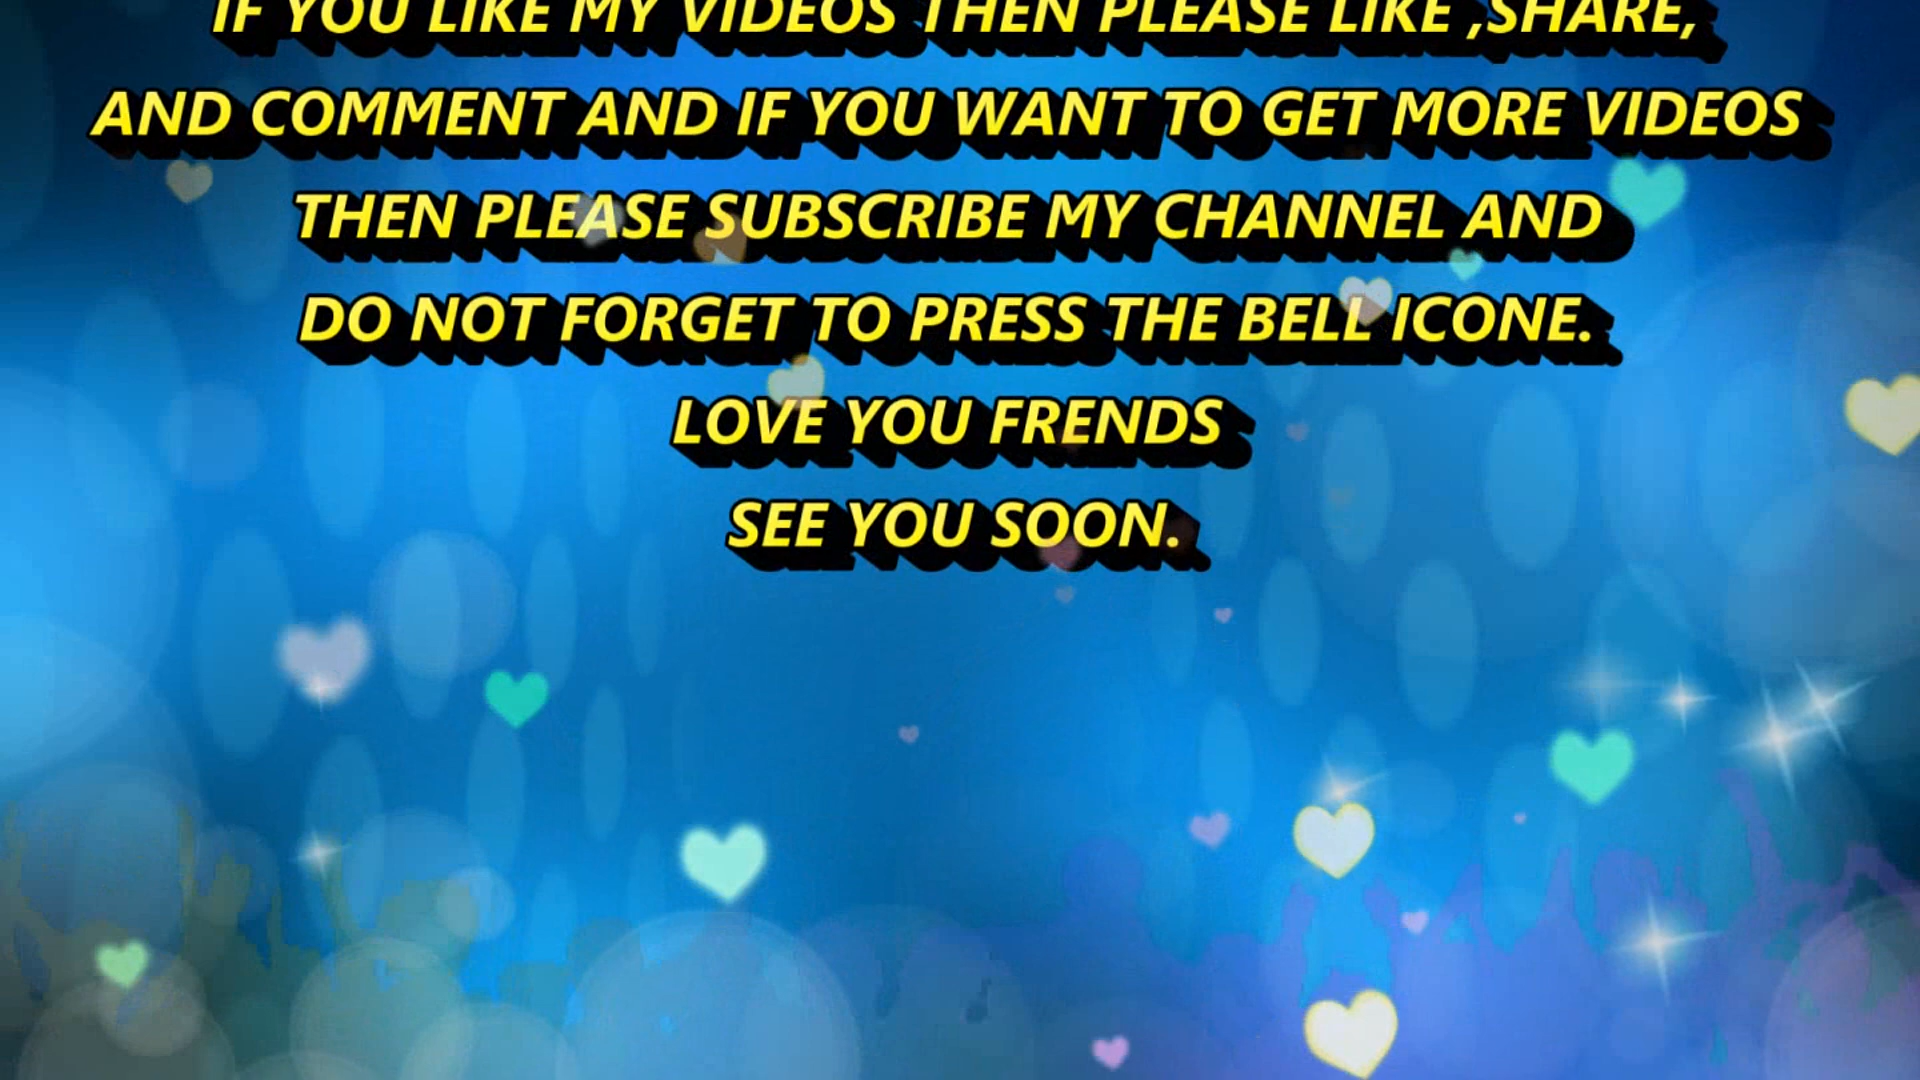 IF YOU LIKE MY VIDEOS THEN PLEASE LIKE ,SHARE,
AND COMMENT AND IF YOU WANT TO GET MORE VIDEOS
THEN PLEASE SUBSCRIBE MY CHANNEL AND
DO NOT FORGET TO PRESS THE BELL ICONE.
LOVE YOU FRENDS
SEE YOU SOON.